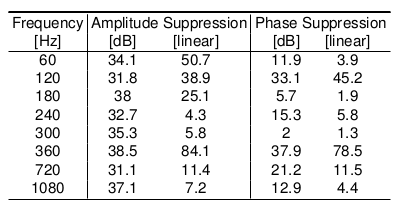 Frequency Amplitude Suppression Phase Suppression
[Hz] [dB] [linear] [dB] [linear]
60 34.1 50.7 11.9 3.9
120 31.8 38.9 33.1 45.2
180 38 25.1 5.7 1.9
240 32.7 4.3 15.3 5.8
300 35.3 5.8 2 1.3
360 38.5 84.1 37.9 78.5
720 31.1 11.4 21.2 11.5
1080 37.1 7.2 12.9 4.4